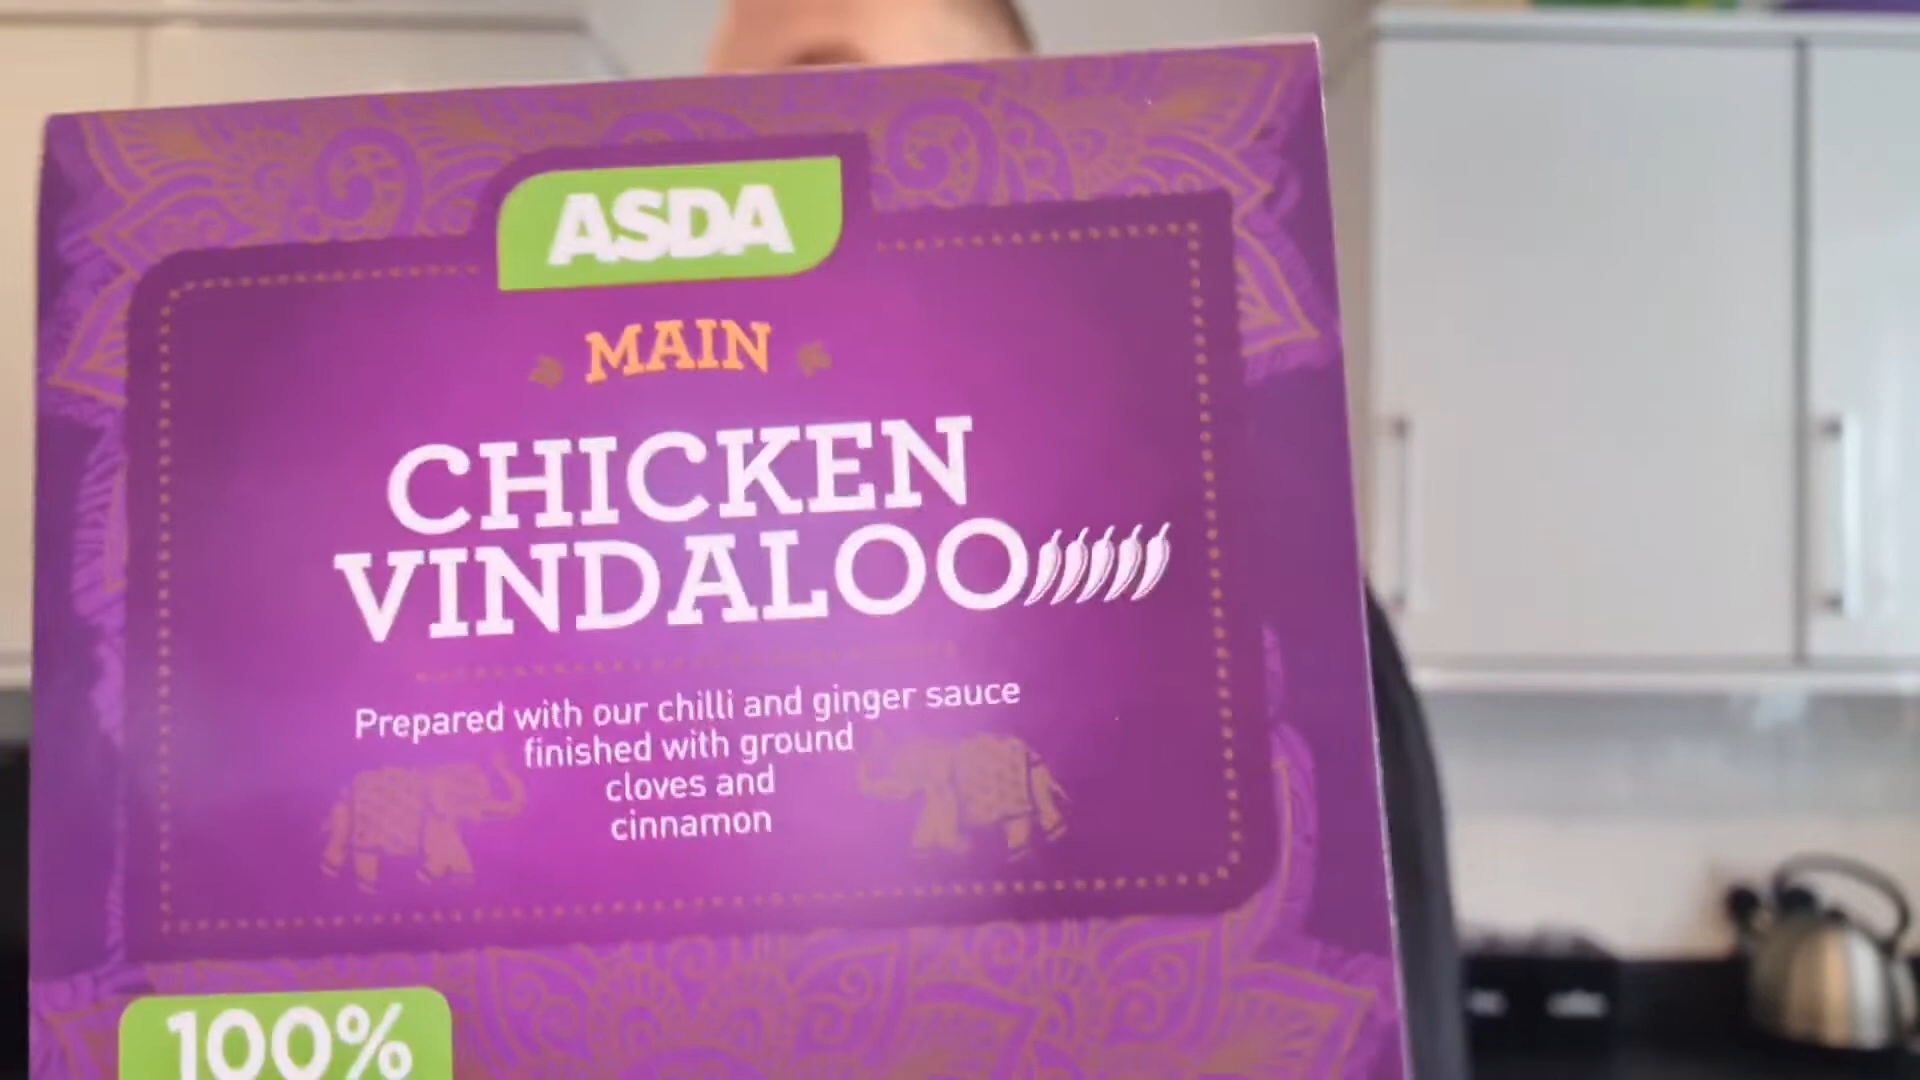 ASDA
MAIN
CHICKEN
VINDALOO
Prepared with our chilli and ginger sauce
finished with ground
cloves and
cinnamon
100%